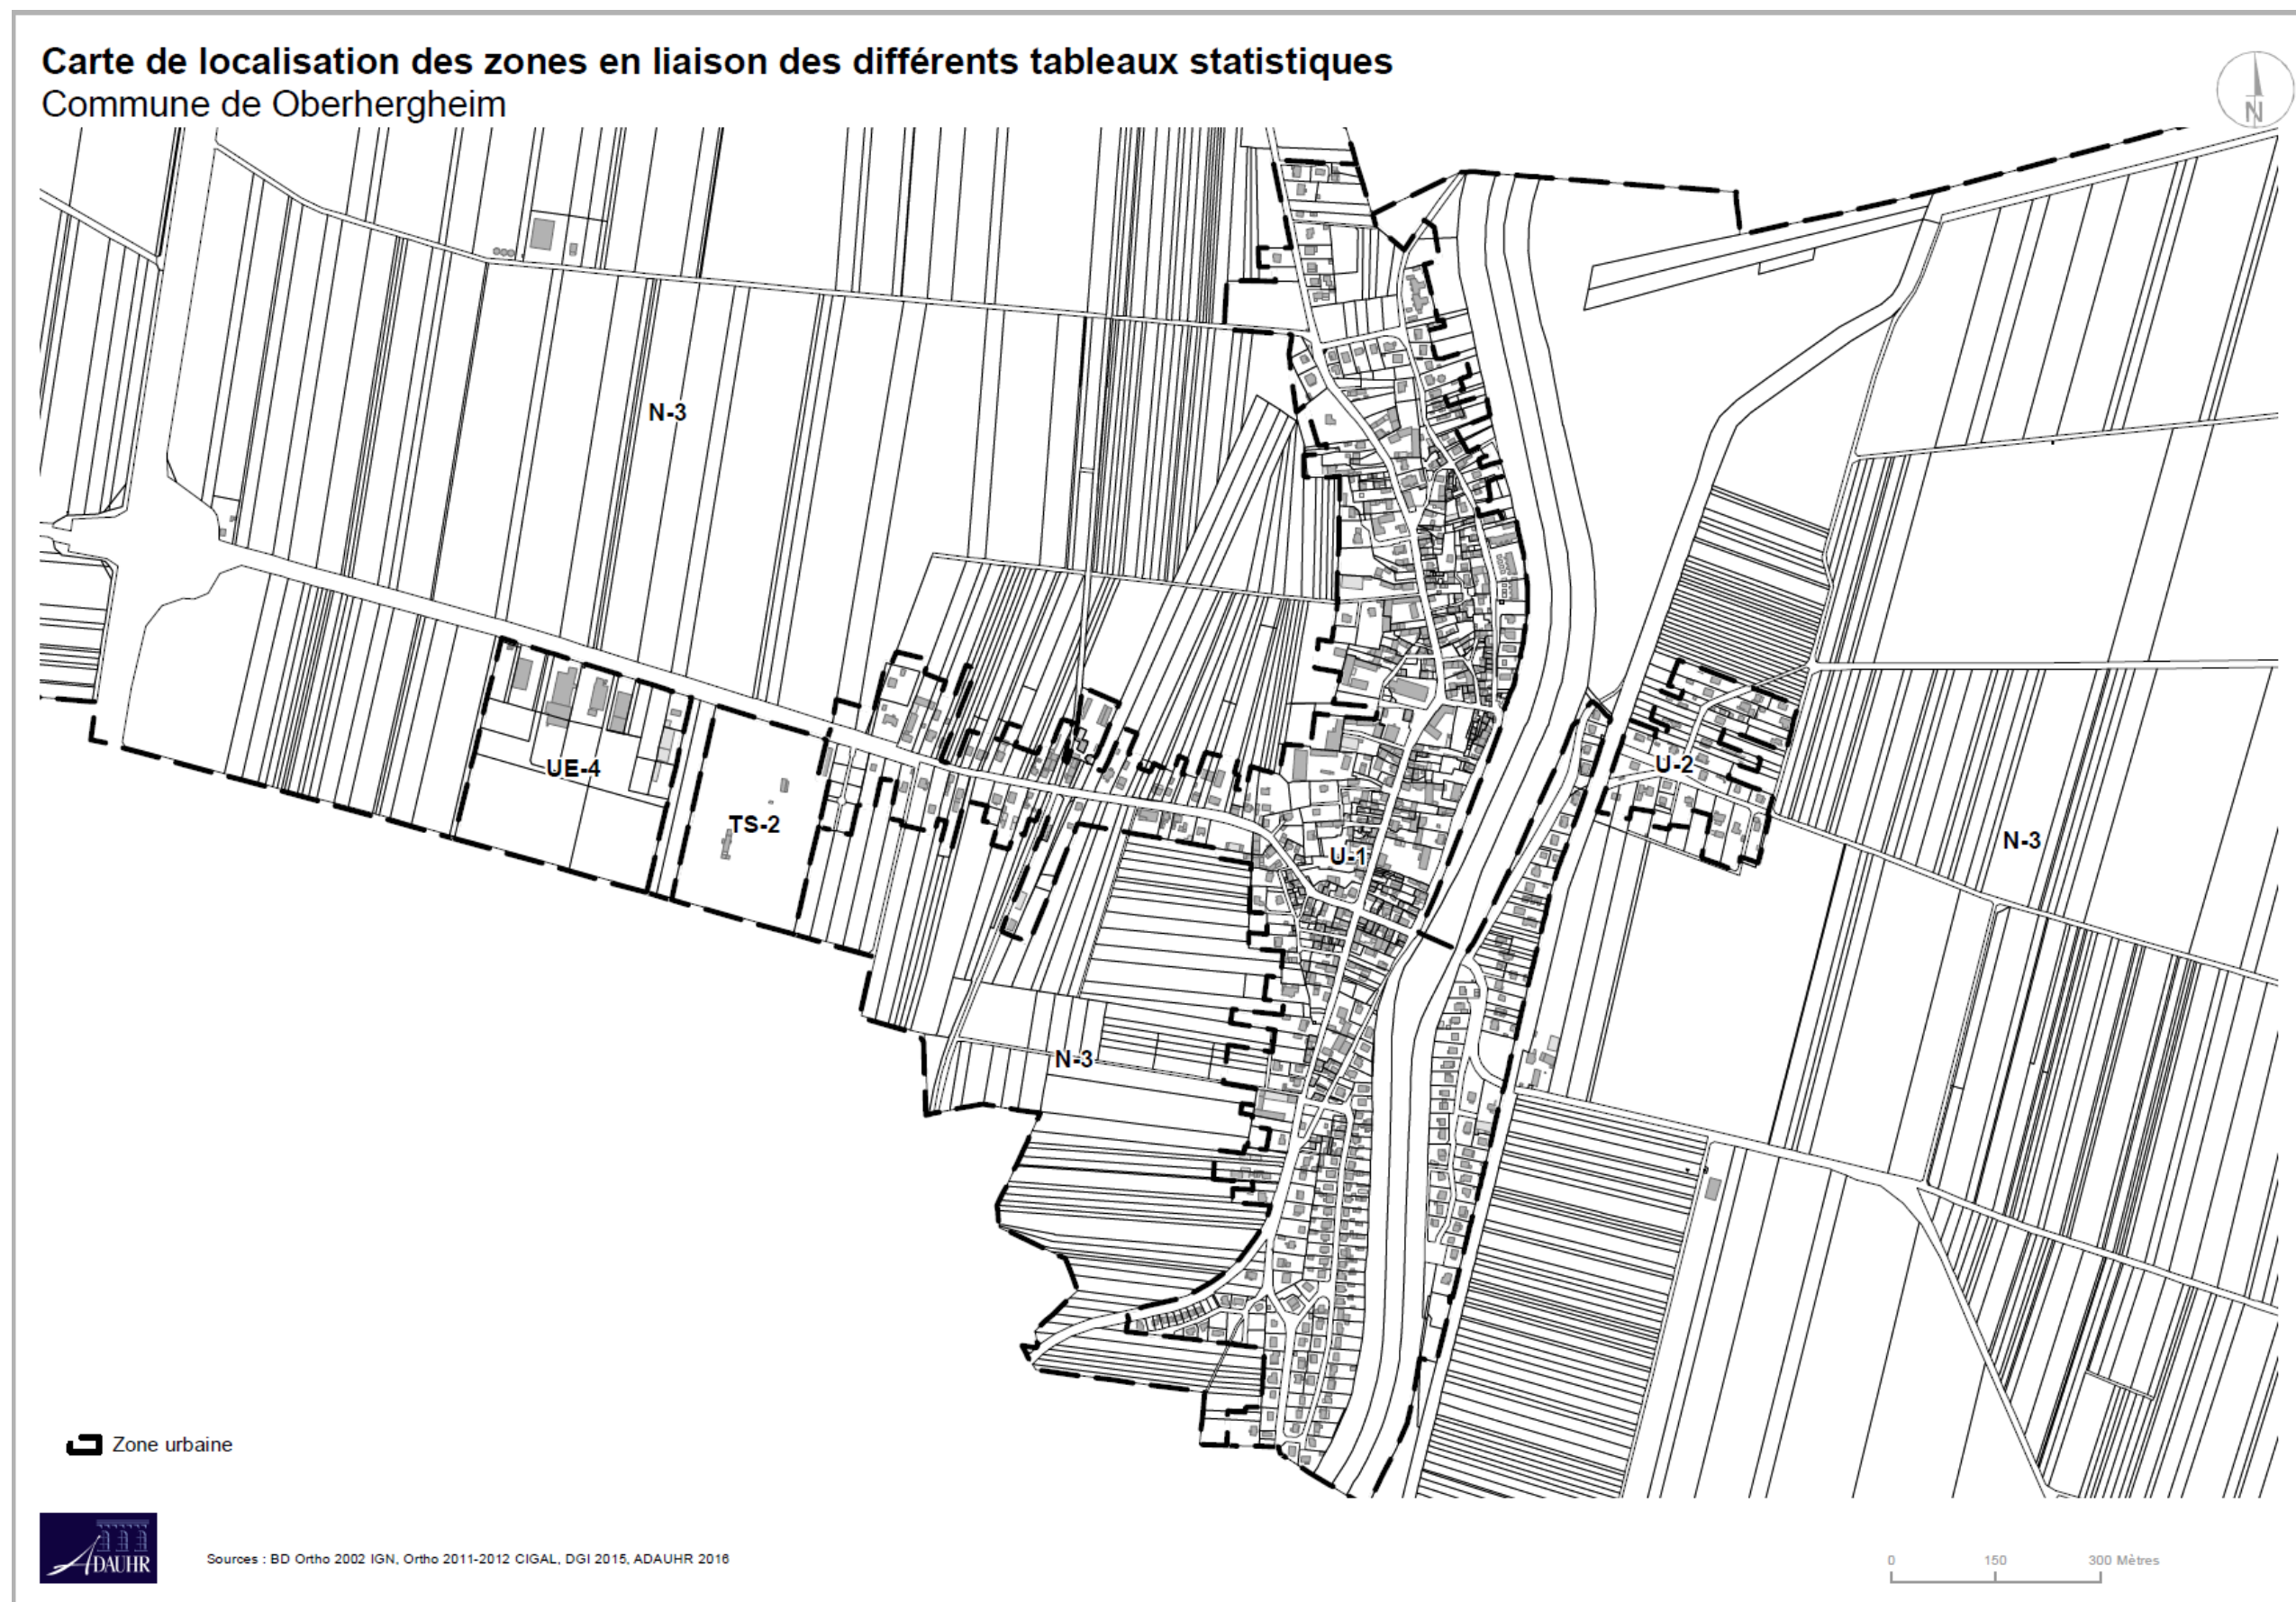 Carte de localisation des zones en liaison des différents tableaux statistiques
Commune de Oberhergheim
N
N-3
UE-4
TS-2
U-2
U-1
N-3
N-3
Zone urbaine
ADAUHR
Sources : BD Ortho 2002 IGN, Ortho 2011-2012 CIGAL, DGI 2015, ADAUHR 2016
0 150 300 Mètres